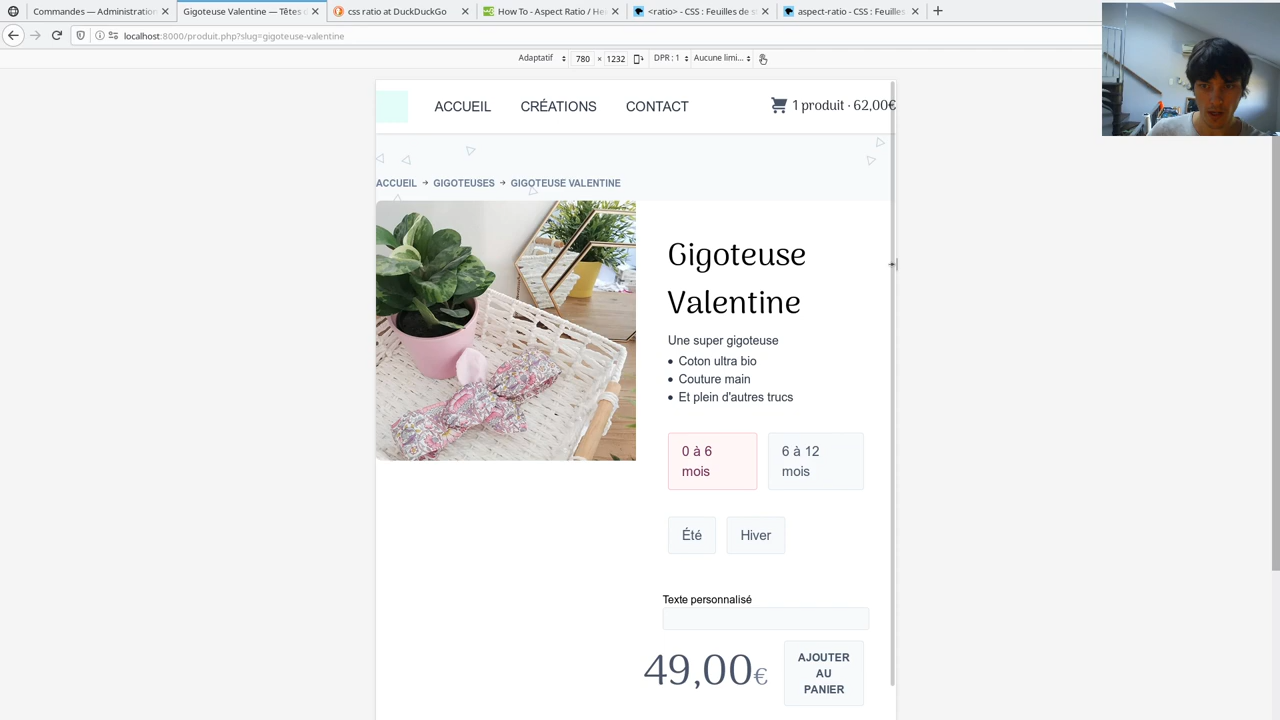 Commandes — Administration
Gigoteuse Valentine — Têtes
css ratio at DuckDuckGo
How To - Aspect Ratio / He
<ratio> - CSS : Feuilles de s
aspect-ratio - CSS : Feuilles
localhost:8000/produit.php?slug=gigoteuse-valentine
Adaptatif 780 × 1232 DPR : 1 Aucune limi...
ACCUEIL CRÉATIONS CONTACT 1 produit · 62,00€
ACCUEIL → GIGOTEUSES → GIGOTEUSE VALENTINE
Gigoteuse
Valentine
Une super gigoteuse
• Coton ultra bio
• Couture main
• Et plein d'autres trucs
0 à 6
mois
6 à 12
mois
Été Hiver
Texte personnalisé
49,00€
AJOUTER
AU
PANIER